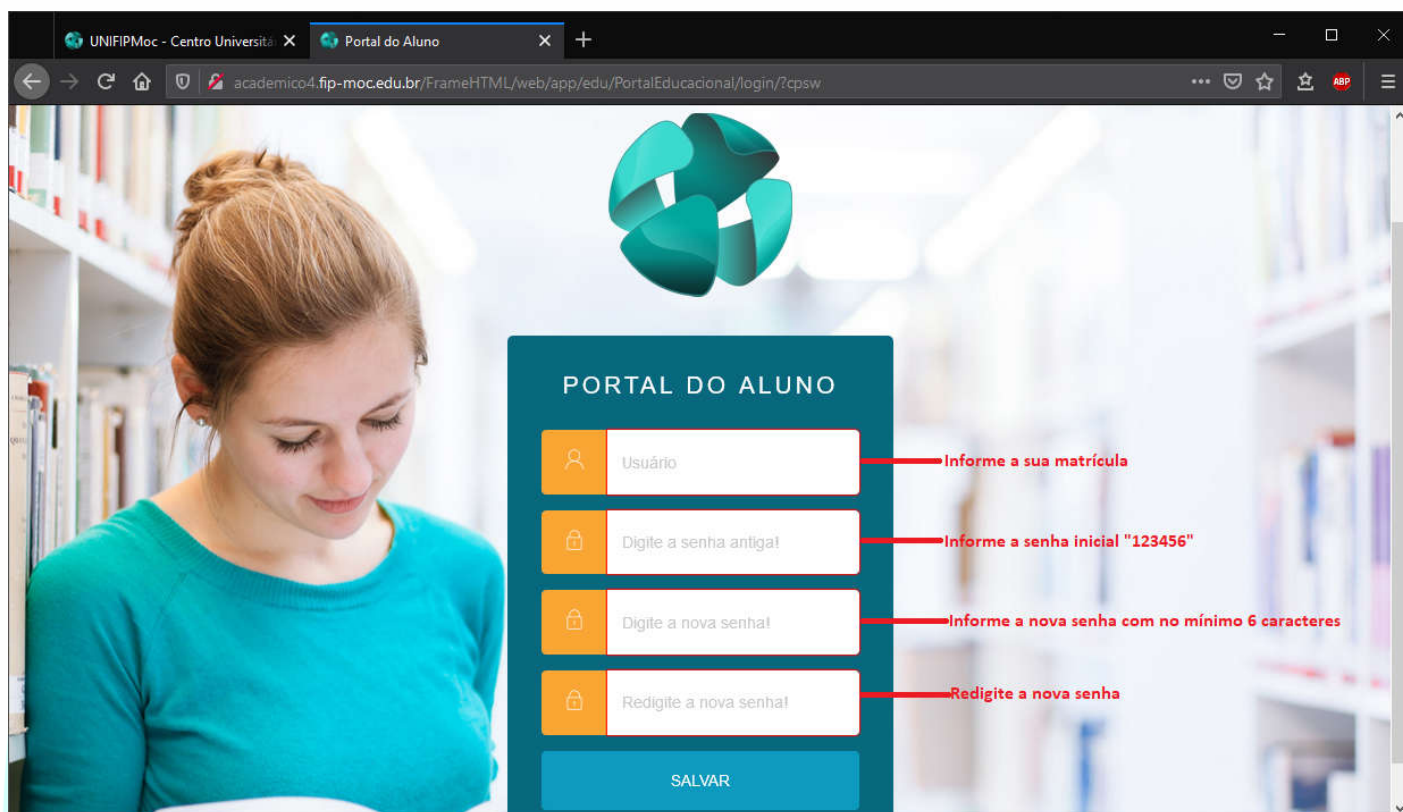 UNIFIPMoc - Centro Universitá
Portal do Aluno
academico4.fip-moc.edu.br/FrameHTML/web/app/edu/PortalEducacional/login/?cpsw
ABP
PORTAL DO ALUNO
Usuário
Informe a sua matrícula
Digite a senha antiga!
Informe a senha inicial "123456"
Digite a nova senha!
Informe a nova senha com no mínimo 6 caracteres
Redigite a nova senha!
Redigite a nova senha
SALVAR